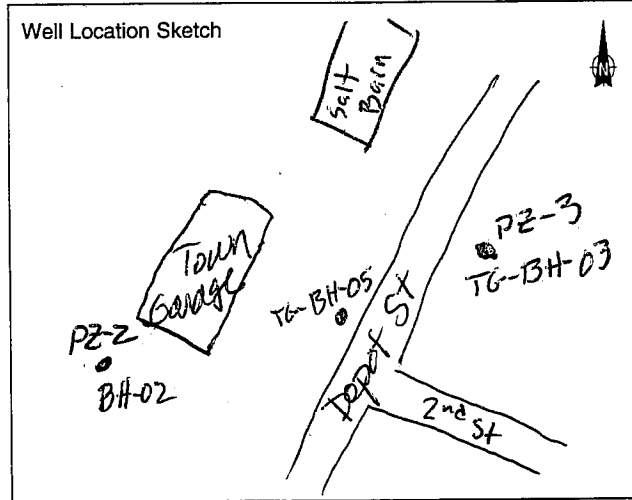 Well Location Sketch
N
Salt
Barn
PZ-3
TG-BH-03
Town
Garage
TG-BH-05
Depot St
PZ-2
BH-02
2nd St